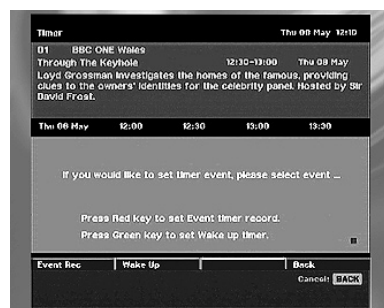 Timer Thu 08 May 12:10
01 BBC ONE Wales
Through The Keyhole 12:30-13:00 Thu 08 May
Loyd Grossman investigates the homes of the famous, providing
clues to the owners' identities for the celebrity panel. Hosted by Sir
David Frost.
Thu 08 May 12:00 12:30 13:00 13:30
If you would like to set timer event, please select event ...
Press Red key to set Event timer record.
Press Green key to set Wake up timer.
Event Rec Wake Up Back
Cancel: BACK